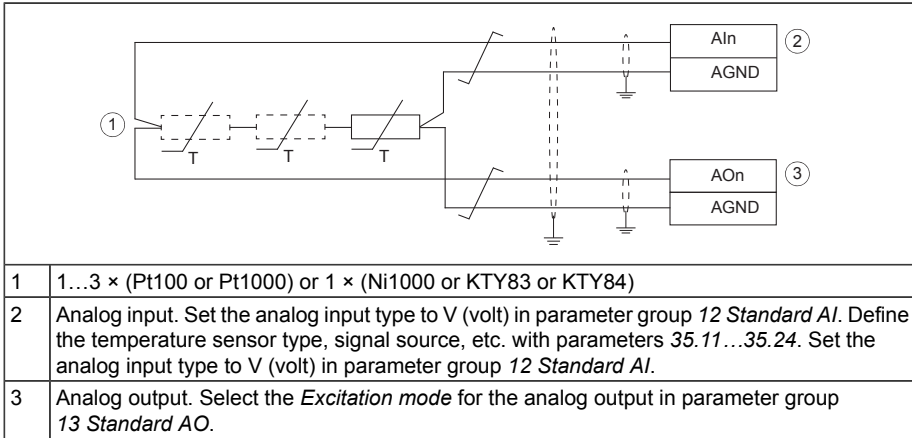 AIn
2
AGND
1
T
T
T
AOn
3
AGND
1 1…3 × (Pt100 or Pt1000) or 1 × (Ni1000 or KTY83 or KTY84)
2 Analog input. Set the analog input type to V (volt) in parameter group 12 Standard AI. Define
the temperature sensor type, signal source, etc. with parameters 35.11…35.24. Set the
analog input type to V (volt) in parameter group 12 Standard AI.
3 Analog output. Select the Excitation mode for the analog output in parameter group
13 Standard AO.